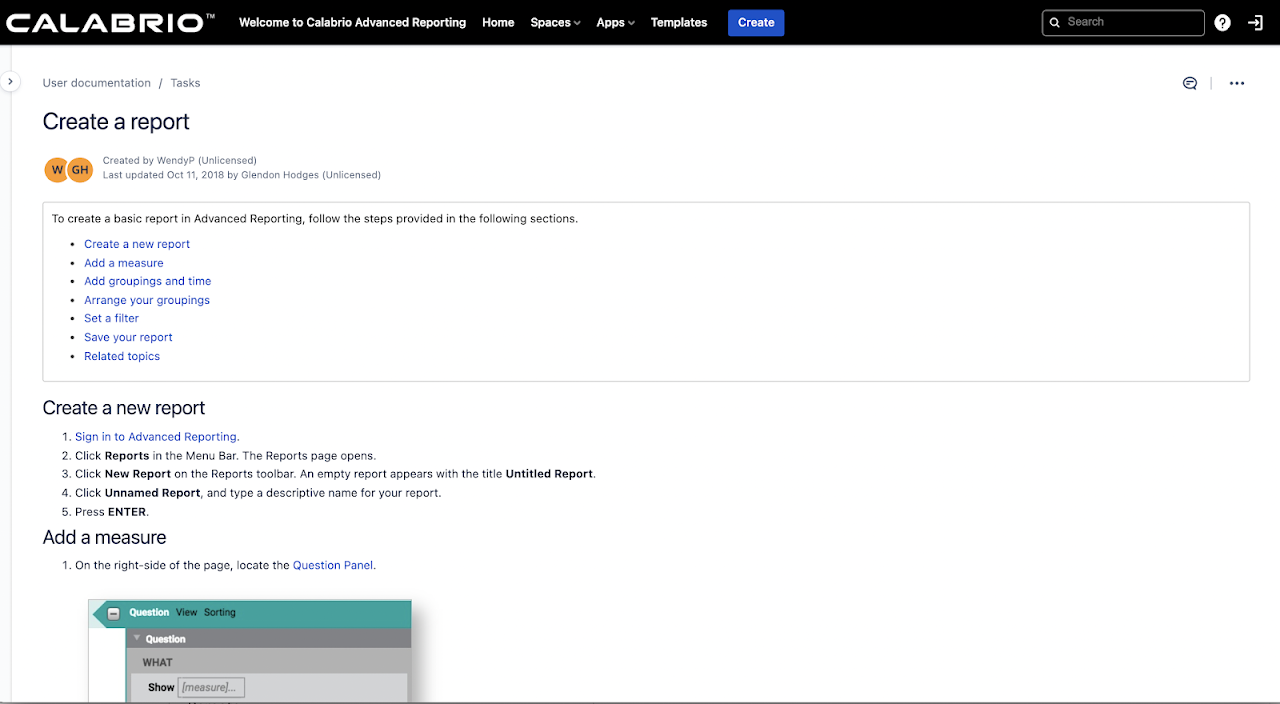 CALABRIO™ Welcome to Calabrio Advanced Reporting Home Spaces Apps Templates Create Search ?
User documentation / Tasks
Create a report
W GH
Created by WendyP (Unlicensed)
Last updated Oct 11, 2018 by Glendon Hodges (Unlicensed)
To create a basic report in Advanced Reporting, follow the steps provided in the following sections.
• Create a new report
• Add a measure
• Add groupings and time
• Arrange your groupings
• Set a filter
• Save your report
• Related topics
Create a new report
1. Sign in to Advanced Reporting.
2. Click Reports in the Menu Bar. The Reports page opens.
3. Click New Report on the Reports toolbar. An empty report appears with the title Untitled Report.
4. Click Unnamed Report, and type a descriptive name for your report.
5. Press ENTER.
Add a measure
1. On the right-side of the page, locate the Question Panel.
Question View Sorting
Question
WHAT
Show [measure]...